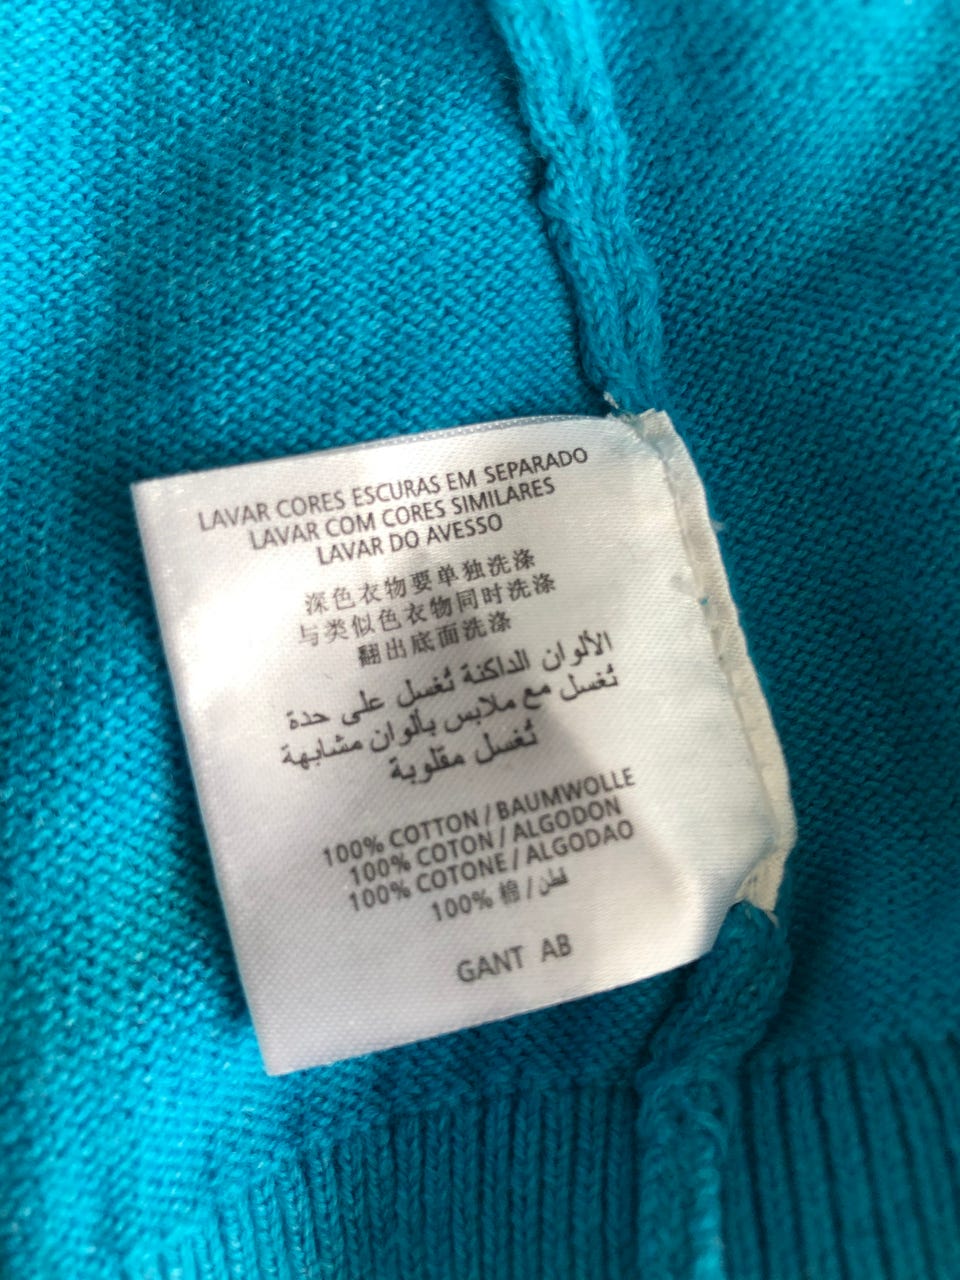 LAVAR CORES ESCURAS EM SEPARADO
LAVAR COM CORES SIMILARES
LAVAR DO AVESSO
深色衣物要单独洗涤
与类似色衣物同时洗涤
翻出底面洗涤
الألوان الداكنة تُغسل على حدة
تُغسل مع ملابس بألوان مشابهة
تُغسل مقلوبة
100% COTTON / BAUMWOLLE
100% COTON / ALGODON
100% COTONE / ALGODAO
100% 棉 / قطن
GANT AB